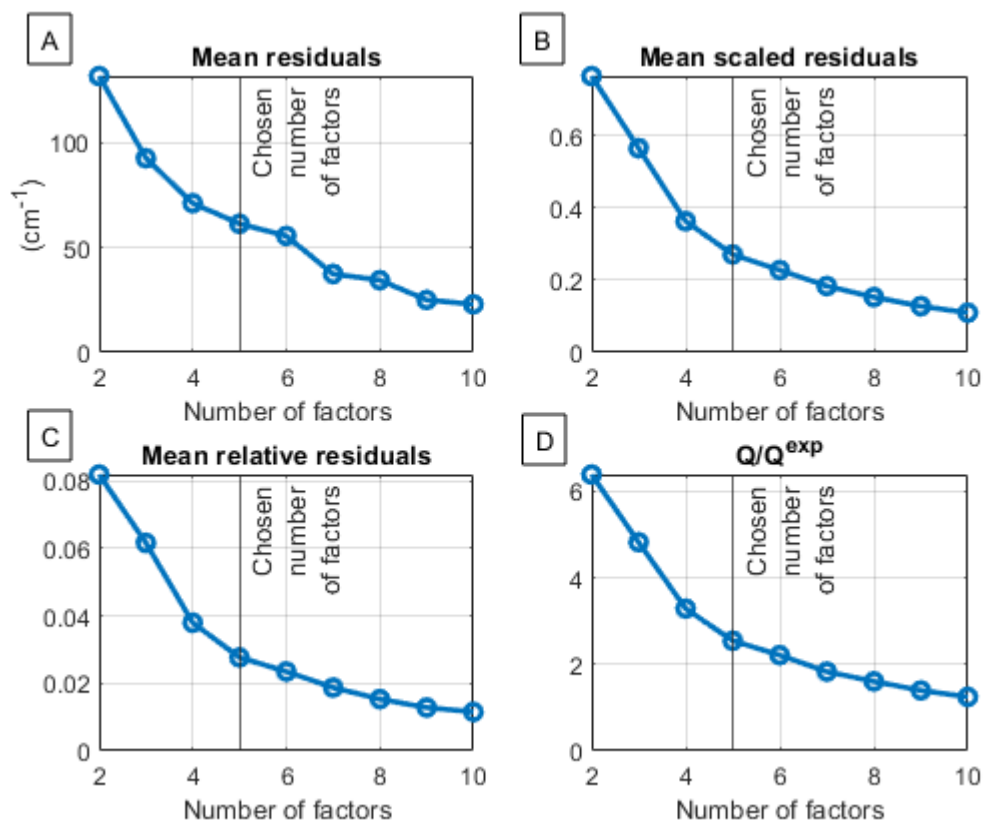 A
Mean residuals
100
50
0
(cm⁻¹)
Chosen
number
of factors
2 4 6 8 10
Number of factors
B
Mean scaled residuals
0.6
0.4
0.2
0
Chosen
number
of factors
2 4 6 8 10
Number of factors
C
Mean relative residuals
0.08
0.06
0.04
0.02
0
Chosen
number
of factors
2 4 6 8 10
Number of factors
D
Q/Q^exp
6
4
2
0
Chosen
number
of factors
2 4 6 8 10
Number of factors